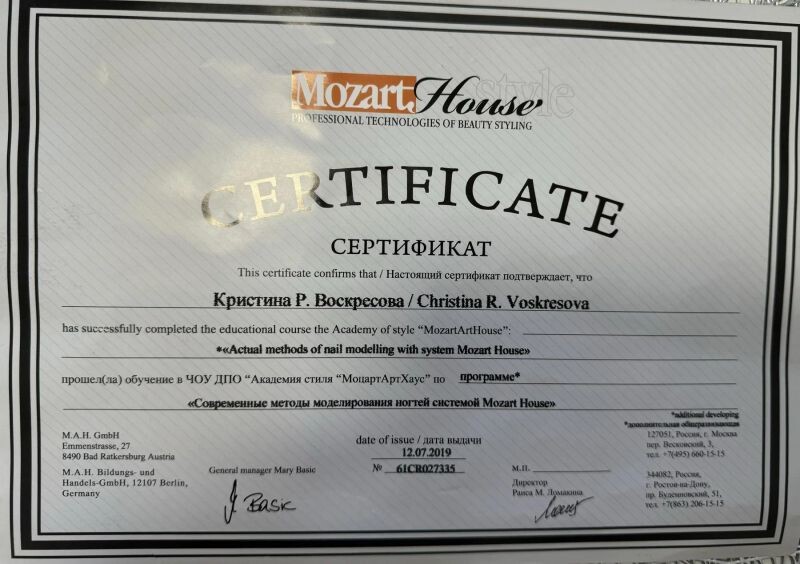 Mozart House style
PROFESSIONAL TECHNOLOGIES OF BEAUTY STYLING
CERTIFICATE
СЕРТИФИКАТ
This certificate confirms that / Настоящий сертификат подтверждает, что
Кристина Р. Воскресова / Christina R. Voskresova
has successfully completed the educational course the Academy of style “MozartArtHouse”:
*«Actual methods of nail modelling with system Mozart House»
прошел(ла) обучение в ЧОУ ДПО “Академия стиля “МоцартАртХаус” по программе*
«Современные методы моделирования ногтей системой Mozart House»
*additional developing
*дополнительная общеразвивающая
M.A.H. GmbH
Emmenstrasse, 27
8490 Bad Ratkersburg Austria
M.A.H. Bildungs- und
Handels-GmbH, 12107 Berlin,
Germany
General manager Mary Basic
Basic
date of issue / дата выдачи
12.07.2019
№ 61CR027335
М.П.
Директор
Раиса М. Ломакина
127051, Россия, г. Москва
пер. Весковский, 3,
тел. +7(495) 660-15-15
344082, Россия,
г. Ростов-на-Дону,
пр. Буденновский, 51,
тел. +7(863) 206-15-15